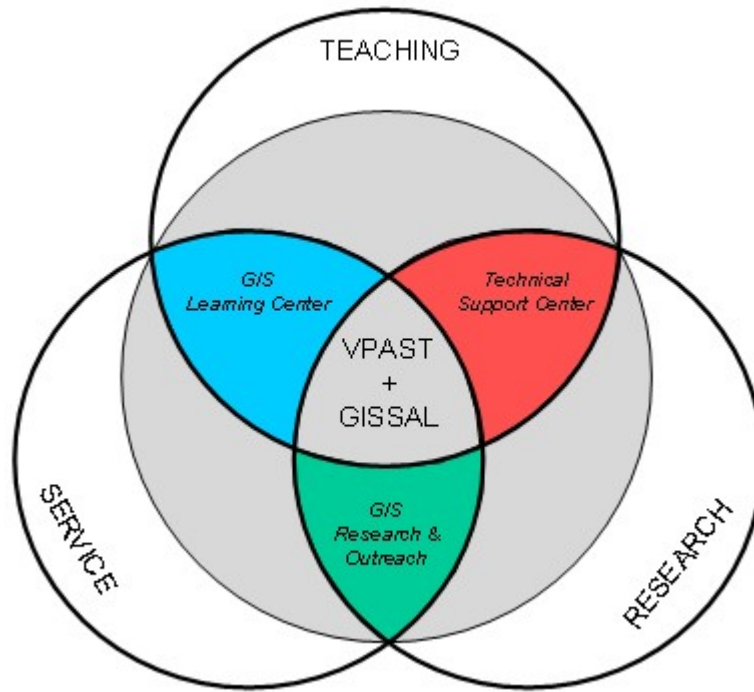 TEACHING
GIS
Learning Center
Technical
Support Center
VPAST
+
GISSAL
GIS
Research &
Outreach
SERVICE
RESEARCH